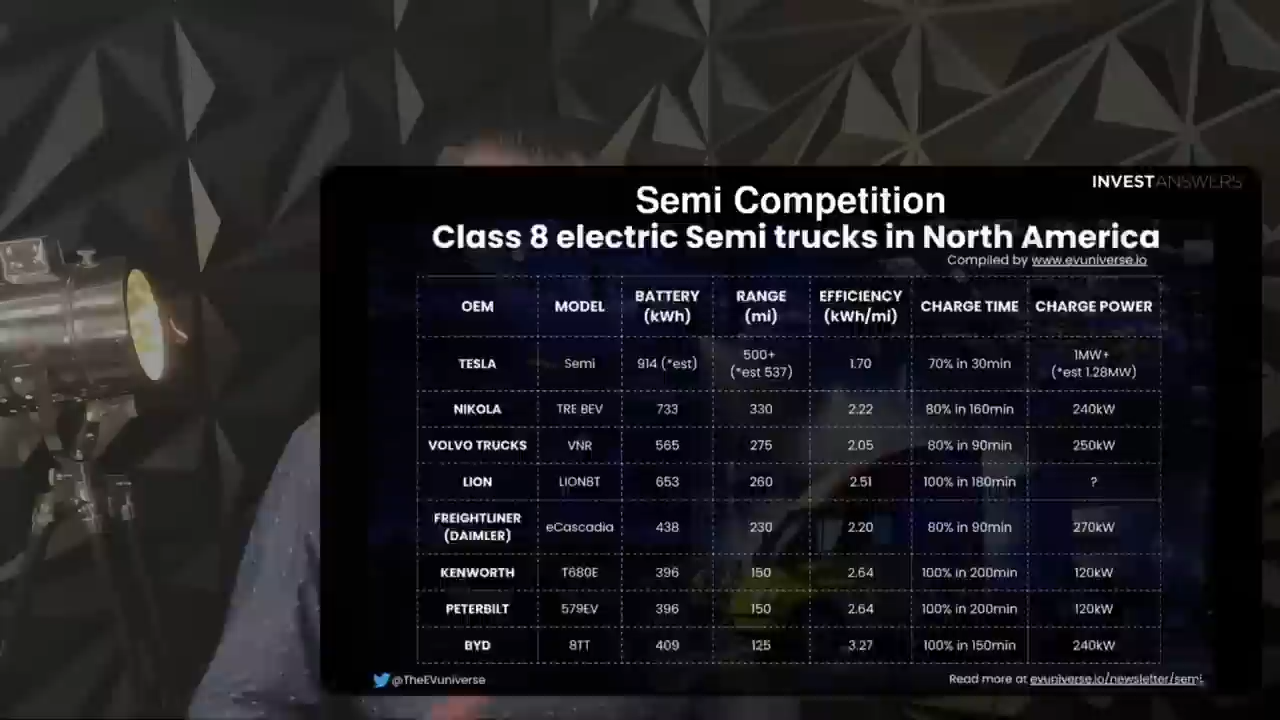 INVESTANSWERS
Semi Competition
Class 8 electric Semi trucks in North America
Compiled by www.evuniverse.io
OEM MODEL BATTERY (kWh) RANGE (mi) EFFICIENCY (kWh/mi) CHARGE TIME CHARGE POWER
TESLA Semi 914 (*est) 500+ (*est 537) 1.70 70% in 30min 1MW+ (*est 1.28MW)
NIKOLA TRE BEV 733 330 2.22 80% in 160min 240kW
VOLVO TRUCKS VNR 565 275 2.05 80% in 90min 250kW
LION LION8T 653 260 2.51 100% in 180min ?
FREIGHTLINER (DAIMLER) eCascadia 438 230 2.20 80% in 90min 270kW
KENWORTH T680E 396 150 2.64 100% in 200min 120kW
PETERBILT 579EV 396 150 2.64 100% in 200min 120kW
BYD 8TT 409 125 3.27 100% in 150min 240kW
@TheEVuniverse Read more at evuniverse.io/newsletter/semi